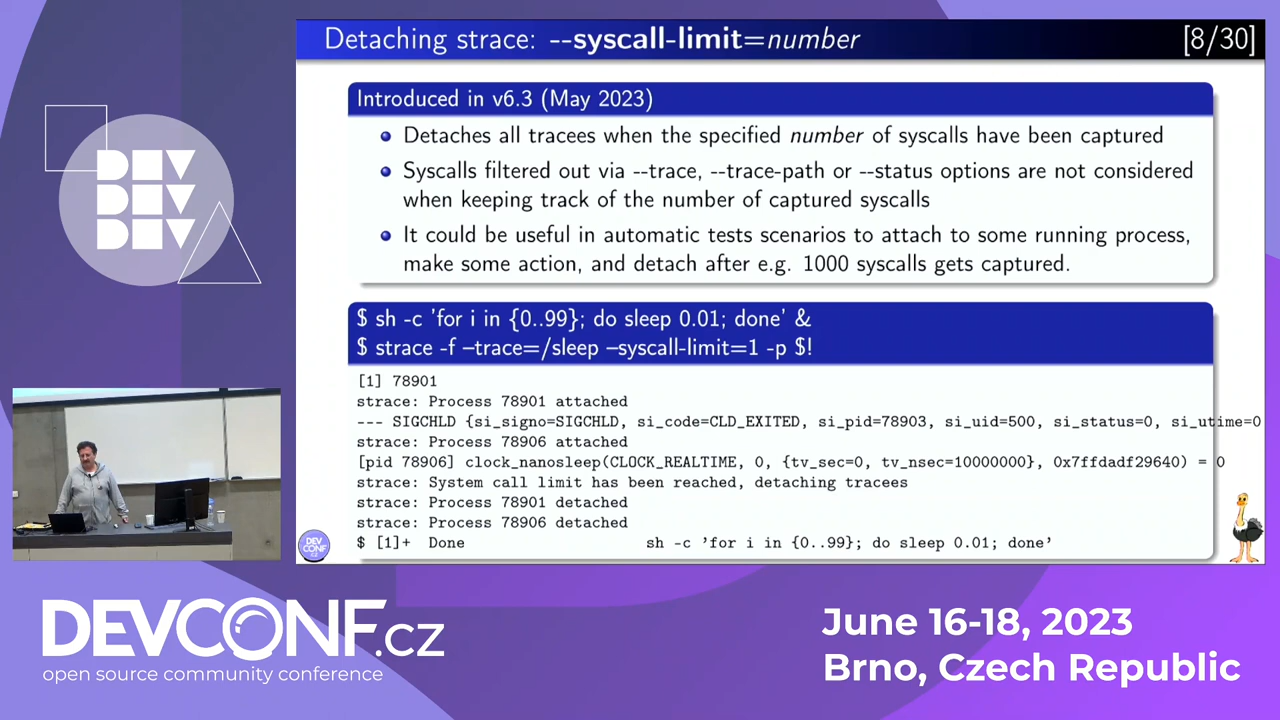 Detaching strace: --syscall-limit=number [8/30]
Introduced in v6.3 (May 2023)
Detaches all tracees when the specified number of syscalls have been captured
Syscalls filtered out via --trace, --trace-path or --status options are not considered
when keeping track of the number of captured syscalls
It could be useful in automatic tests scenarios to attach to some running process,
make some action, and detach after e.g. 1000 syscalls gets captured.
$ sh -c 'for i in {0..99}; do sleep 0.01; done' &
$ strace -f –trace=/sleep –syscall-limit=1 -p $!
[1] 78901
strace: Process 78901 attached
--- SIGCHLD {si_signo=SIGCHLD, si_code=CLD_EXITED, si_pid=78903, si_uid=500, si_status=0, si_utime=0
strace: Process 78906 attached
[pid 78906] clock_nanosleep(CLOCK_REALTIME, 0, {tv_sec=0, tv_nsec=10000000}, 0x7ffdadf29640) = 0
strace: System call limit has been reached, detaching tracees
strace: Process 78901 detached
strace: Process 78906 detached
$ [1]+ Done sh -c 'for i in {0..99}; do sleep 0.01; done'
DEV
DEV
DEV
DEV
CONF
.CZ
DEVCONF.cz
open source community conference
June 16-18, 2023
Brno, Czech Republic